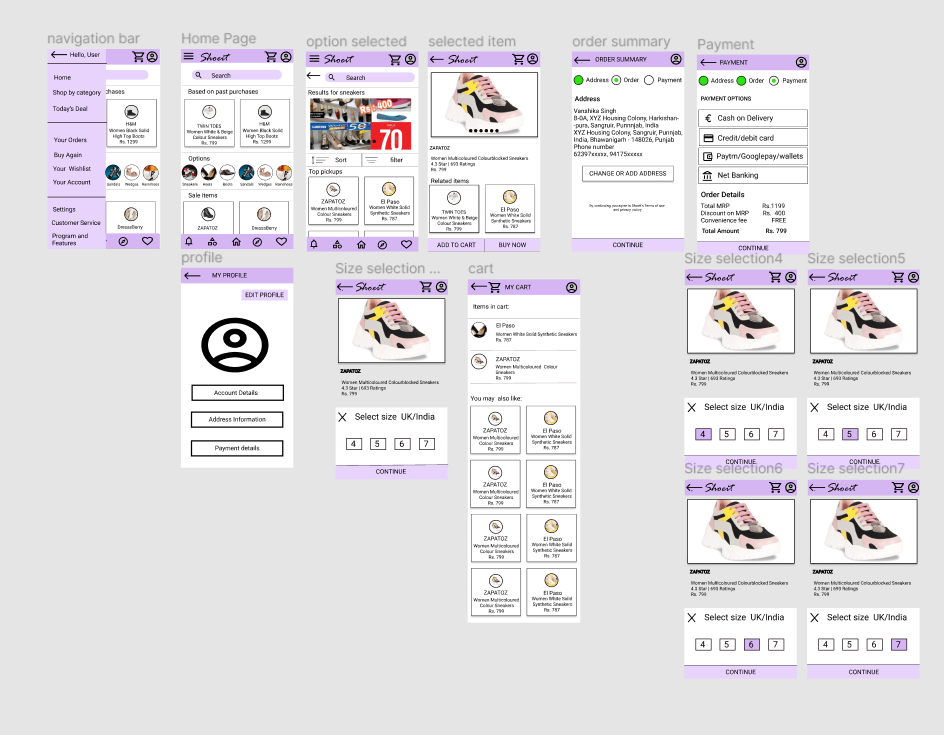 navigation bar
Hello, User
Home
Shop by category
Today's Deal
Your Orders
Buy Again
Your Wishlist
Your Account
Settings
Customer Service
Program and
Features
chases
H&M
Women Black Solid
High Top Boots
Rs. 1299
Sandals
Wedges
DressBerry
Home Page
Shoeit
Search
Based on past purchases
TWIN TOES
Women White & Beige
Colour Sneakers
H&M
Women Black Solid
High Top Boots
Rs. 1299
Options
Sneakers
Heels
Boots
Sandals
Wedges
Sale items
ZAPATOZ
DressBerry
option selected
Shoeit
Search
Results for sneakers
70
Sort
filter
Top pickups
ZAPATOZ
Women Multicoloured
Colour Sneakers
Rs. 799
El Paso
Women White Solid
Synthetic Sneakers
Rs. 787
selected item
Shoeit
ZAPATOZ
Women Multicoloured Colourblocked Sneakers
4.3 Star | 693 Ratings
Rs. 799
Related items
TWIN TOES
Women White & Beige
Colour Sneakers
El Paso
Women White Solid
Synthetic Sneakers
Rs. 787
ADD TO CART
BUY NOW
order summary
ORDER SUMMARY
Address
Order
Payment
Address
Vanshika Singh
B-0A, XYZ Housing Colony, Harkishan-
-pura, Sangruir, Punnnjab, India
XYZ Housing Colony, Sangruir, Punnjab,
India, Bhawanigarh - 148026, Punjab
Phone number
62397xxxxx, 94175xxxxx
CHANGE OR ADD ADDRESS
By continuing you agree to Shoeit's Terms of use
and privacy policy
CONTINUE
Payment
PAYMENT
Address
Order
Payment
PAYMENT OPTIONS
Cash on Delivery
Credit/debit card
Paytm/Googlepay/wallets
Net Banking
Order Details
Total MRP Rs.1199
Discount on MRP Rs. 400
Convenience fee FREE
Total Amount Rs. 799
CONTINUE
profile
MY PROFILE
EDIT PROFILE
Account Details
Address Information
Payment details
Size selection ...
Shoeit
ZAPATOZ
Women Multicoloured Colourblocked Sneakers
4.3 Star | 693 Ratings
Rs. 799
Select size UK/India
4 5 6 7
CONTINUE
cart
MY CART
Items in cart:
El Paso
Women White Solid Synthetic Sneakers
Rs. 787
ZAPATOZ
Women Multicoloured Colour
Sneakers
Rs. 799
You may also like:
ZAPATOZ
Women Multicoloured
Colour Sneakers
Rs. 799
El Paso
Women White Solid
Synthetic Sneakers
Rs. 787
ZAPATOZ
Women Multicoloured
Colour Sneakers
Rs. 799
El Paso
Women White Solid
Synthetic Sneakers
Rs. 787
ZAPATOZ
Women Multicoloured
Colour Sneakers
Rs. 799
El Paso
Women White Solid
Synthetic Sneakers
Rs. 787
ZAPATOZ
Women Multicoloured
Colour Sneakers
Rs. 799
El Paso
Women White Solid
Synthetic Sneakers
Rs. 787
Size selection4
Shoeit
ZAPATOZ
Women Multicoloured Colourblocked Sneakers
4.3 Star | 693 Ratings
Rs. 799
Select size UK/India
4 5 6 7
CONTINUE
Size selection5
Shoeit
ZAPATOZ
Women Multicoloured Colourblocked Sneakers
4.3 Star | 693 Ratings
Rs. 799
Select size UK/India
4 5 6 7
CONTINUE
Size selection6
Shoeit
ZAPATOZ
Women Multicoloured Colourblocked Sneakers
4.3 Star | 693 Ratings
Rs. 799
Select size UK/India
4 5 6 7
CONTINUE
Size selection7
Shoeit
ZAPATOZ
Women Multicoloured Colourblocked Sneakers
4.3 Star | 693 Ratings
Rs. 799
Select size UK/India
4 5 6 7
CONTINUE